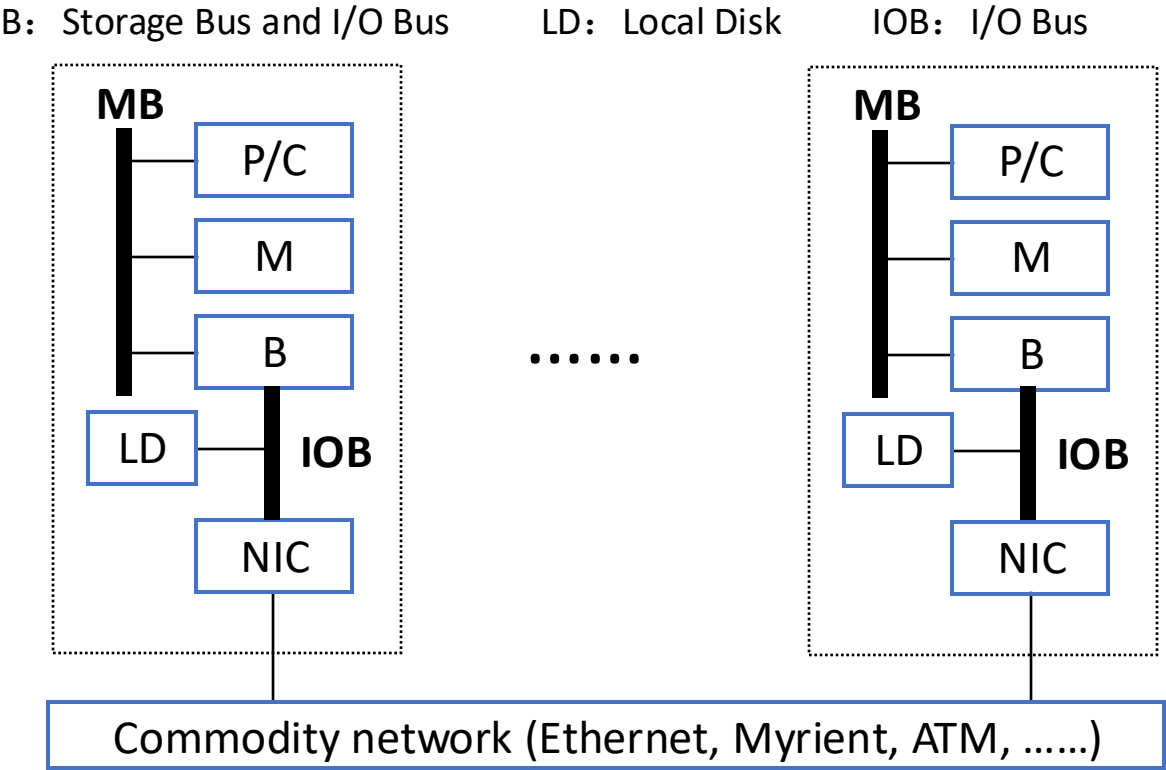 B： Storage Bus and I/O Bus LD： Local Disk IOB： I/O Bus
MB MB
P/C P/C
M M
B B
...... 
LD IOB LD IOB
NIC NIC
Commodity network (Ethernet, Myrient, ATM, ……)